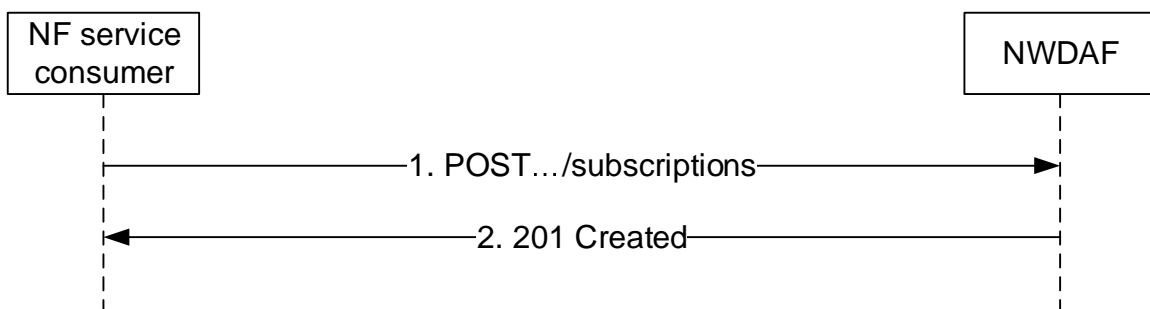 NF service
consumer
NWDAF
1. POST…/subscriptions
2. 201 Created